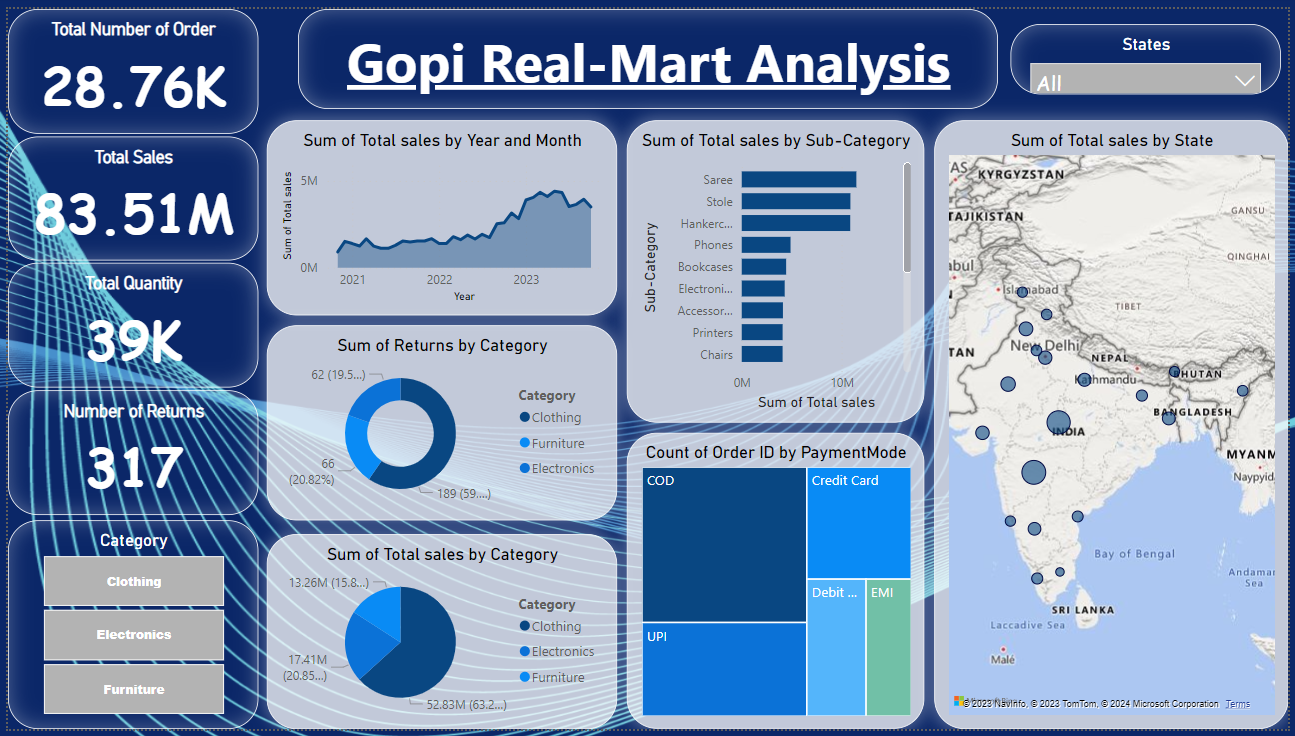 Total Number of Order
28.76K
Gopi Real-Mart Analysis
States
All
Total Sales
83.51M
Total Quantity
39K
Number of Returns
317
Category
Clothing
Electronics
Furniture
Sum of Total sales by Year and Month
Sum of Total sales
5M
0M
2021
2022
2023
Year
Sum of Returns by Category
62 (19.5...)
66
(20.82%)
189 (59....)
Category
Clothing
Furniture
Electronics
Sum of Total sales by Category
13.26M (15.8...)
17.41M
(20.85...)
52.83M (63.2...)
Category
Clothing
Electronics
Furniture
Sum of Total sales by Sub-Category
Sub-Category
Saree
Stole
Hankerc...
Phones
Bookcases
Electroni...
Accessor...
Printers
Chairs
0M
10M
Sum of Total sales
Count of Order ID by PaymentMode
COD
Credit Card
UPI
Debit ...
EMI
Sum of Total sales by State
KYRGYZSTAN
TAJIKISTAN
GANSU
QINGHAI
Islamabad
TIBET
New Delhi
NEPAL
Kathmandu
BHUTAN
BANGLADESH
INDIA
MYANM
Naypyid
Bay of Bengal
Andaman
Sea
SRI LANKA
Laccadive Sea
Malé
© 2023 NavInfo, © 2023 TomTom, © 2024 Microsoft Corporation Terms